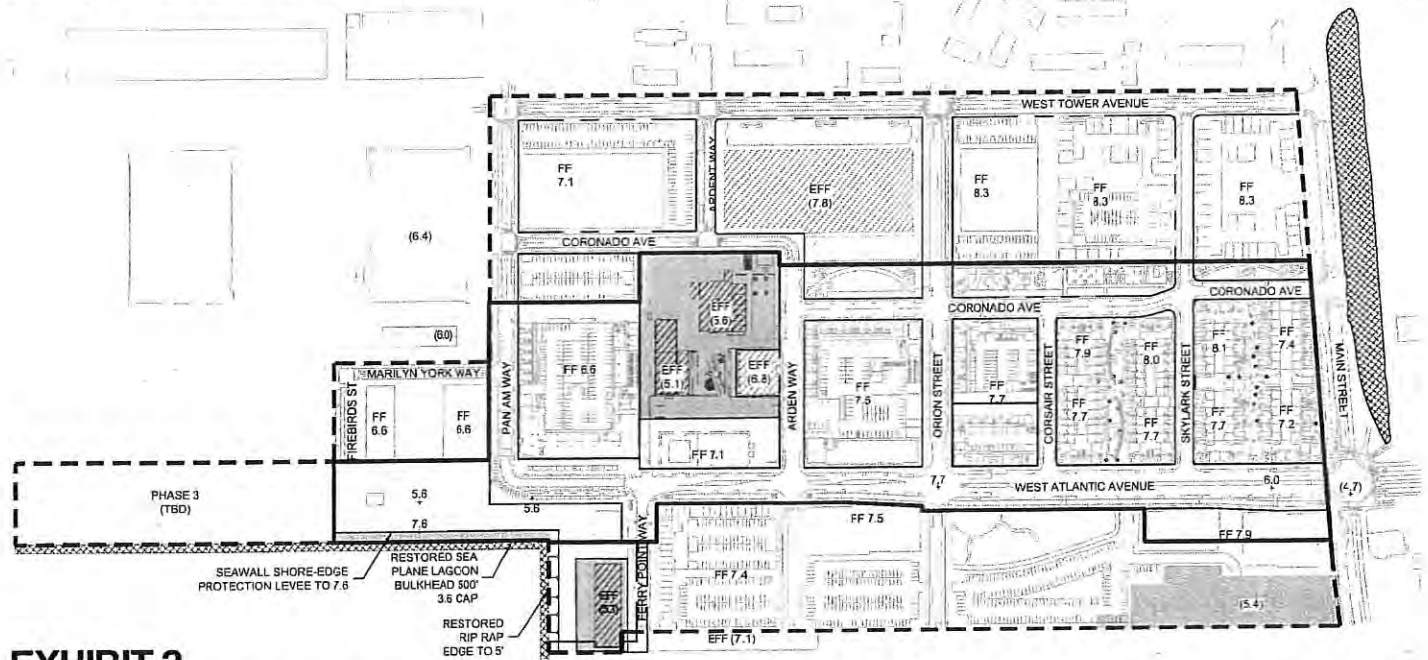 WEST TOWER AVENUE
ARDENT WAY
FF
7.1
EFF
(7.8)
FF
8.3
FF
8.3
FF
8.3
(6.4)
CORONADO AVE
EFF
(5.6)
CORONADO AVE
CORONADO AVE
(6.0)
MARILYN YORK WAY
FIREBIRDS ST
FF
6.6
FF
6.6
PAN AM WAY
FF 6.6
EFF
(5.1)
EFF
(6.8)
ARDEN WAY
FF
7.5
ORION STREET
FF
7.7
CORSAIR STREET
FF
7.9
FF
8.0
FF
7.7
FF
7.7
SKYLARK STREET
FF
8.1
FF
7.4
FF
7.7
FF
7.2
MAIN STREET
FF 7.1
PHASE 3
(TBD)
5.6
7.6
5.6
7.7
WEST ATLANTIC AVENUE
6.0
(4.7)
FERRY POINT WAY
FF 7.5
FF 7.9
FF 7.4
(5.4)
SEAWALL SHORE-EDGE
PROTECTION LEVEE TO 7.6
RESTORED SEA
PLANE LAGOON
BULKHEAD 500'
3.6 CAP
RESTORED
RIP RAP
EDGE TO 5'
EFF
EFF (7.1)
EXHIBIT 2